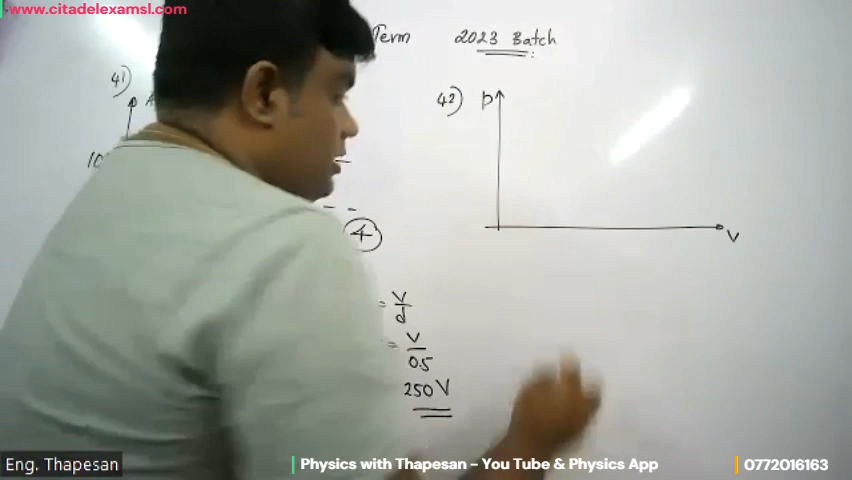 www.citadelexamsl.com
Term 2023 Batch
41)
A
10
4
= V/d
= V/0.5
250V
42) P
V
Eng. Thapesan
Physics with Thapesan – You Tube & Physics App
0772016163